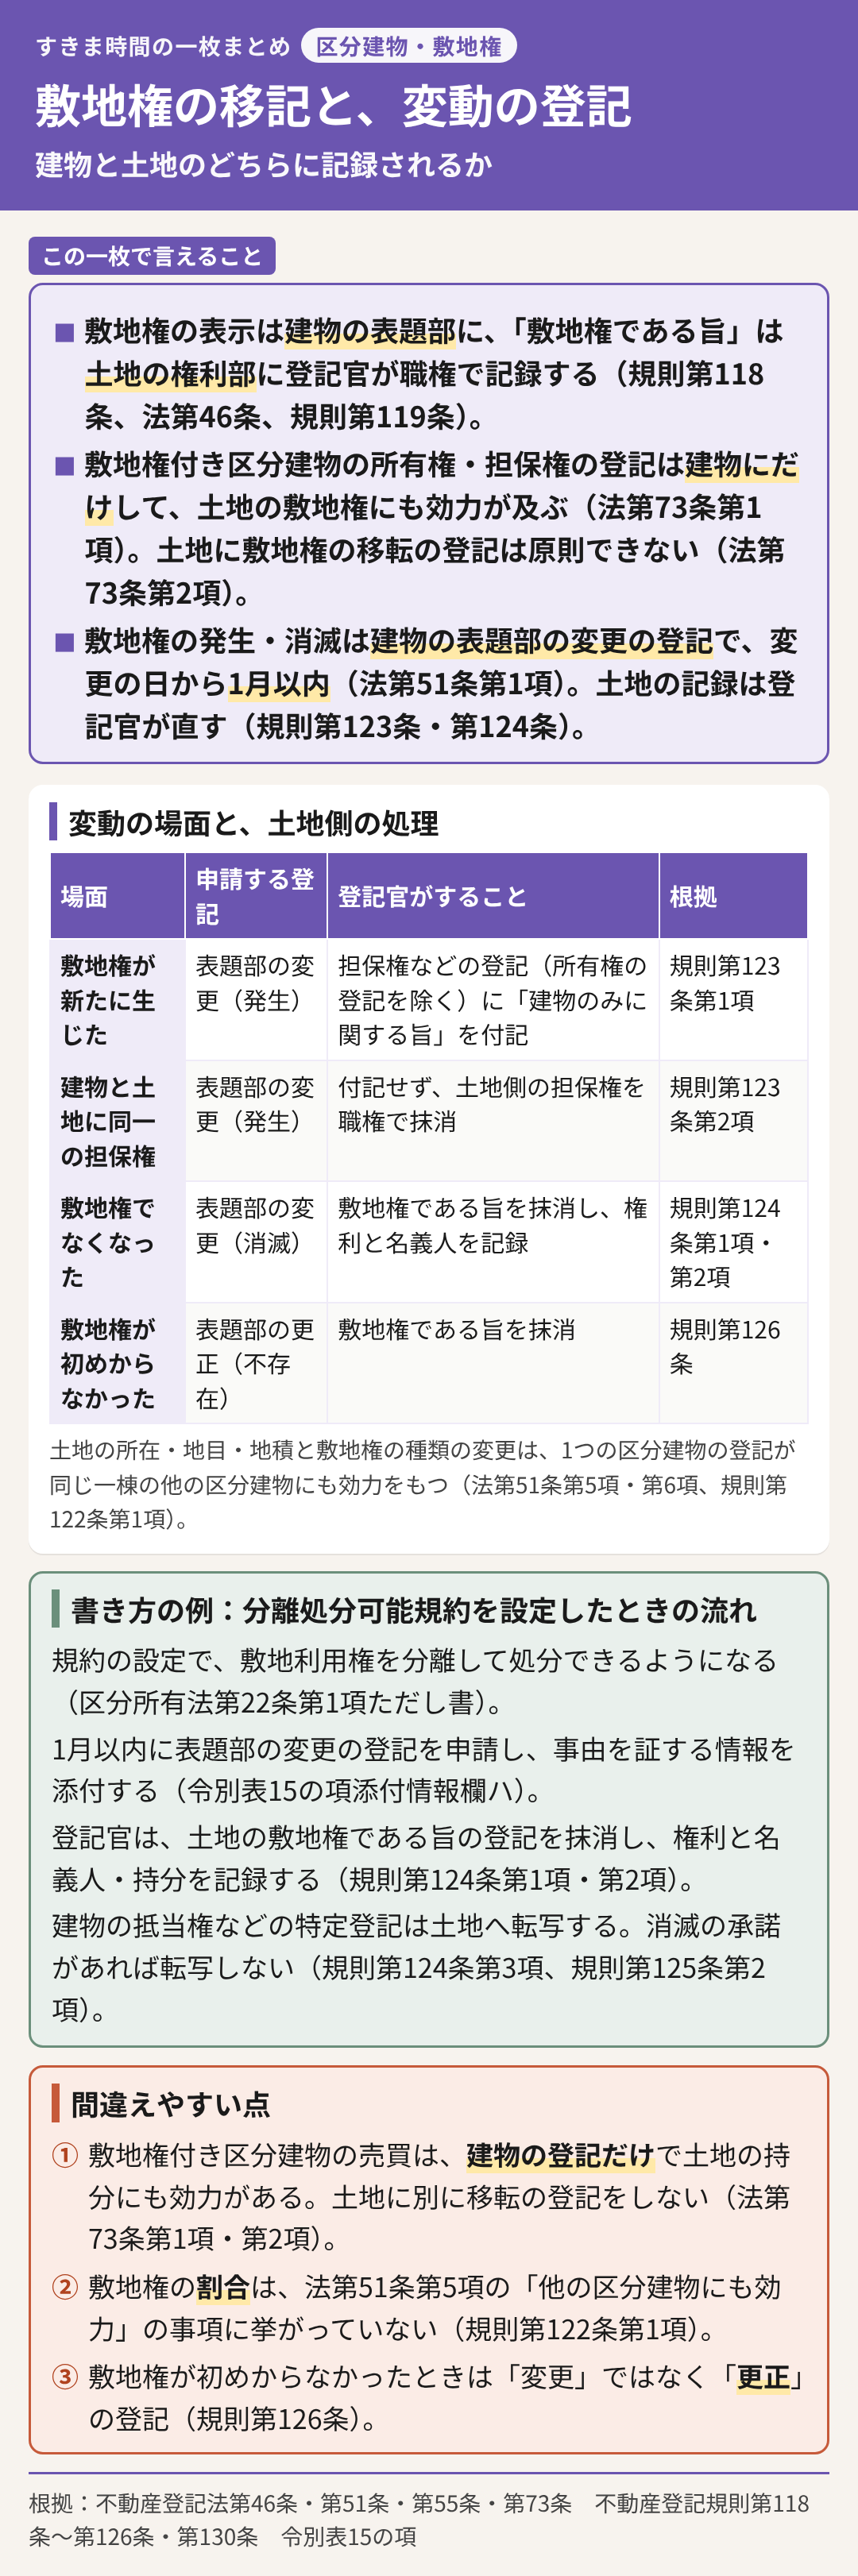 すきま時間の一枚まとめ 区分建物・敷地権
敷地権の移記と、変動の登記
建物と土地のどちらに記録されるか
この一枚で言えること
■ 敷地権の表示は建物の表題部に、「敷地権である旨」は
土地の権利部に登記官が職権で記録する（規則第118
条、法第46条、規則第119条）。
■ 敷地権付き区分建物の所有権・担保権の登記は建物にだ
けして、土地の敷地権にも効力が及ぶ（法第73条第1
項）。土地に敷地権の移転の登記は原則できない（法第
73条第2項）。
■ 敷地権の発生・消滅は建物の表題部の変更の登記で、変
更の日から1月以内（法第51条第1項）。土地の記録は登
記官が直す（規則第123条・第124条）。
変動の場面と、土地側の処理
場面
申請する登
記
登記官がすること
根拠
敷地権が
新たに生
じた
表題部の変
更（発生）
担保権などの登記（所有権の
登記を除く）に「建物のみに
関する旨」を付記
規則第123
条第1項
建物と土
地に同一
の担保権
表題部の変
更（発生）
付記せず、土地側の担保権を
職権で抹消
規則第123
条第2項
敷地権で
なくなっ
た
表題部の変
更（消滅）
敷地権である旨を抹消し、権
利と名義人を記録
規則第124
条第1項・
第2項
敷地権が
初めから
なかった
表題部の更
正（不存
在）
敷地権である旨を抹消
規則第126
条
土地の所在・地目・地積と敷地権の種類の変更は、1つの区分建物の登記が
同じ一棟の他の区分建物にも効力をもつ（法第51条第5項・第6項、規則第
122条第1項）。
書き方の例：分離処分可能規約を設定したときの流れ
規約の設定で、敷地利用権を分離して処分できるようになる
（区分所有法第22条第1項ただし書）。
1月以内に表題部の変更の登記を申請し、事由を証する情報を
添付する（令別表15の項添付情報欄ハ）。
登記官は、土地の敷地権である旨の登記を抹消し、権利と名
義人・持分を記録する（規則第124条第1項・第2項）。
建物の抵当権などの特定登記は土地へ転写する。消滅の承諾
があれば転写しない（規則第124条第3項、規則第125条第2
項）。
間違えやすい点
① 敷地権付き区分建物の売買は、建物の登記だけで土地の持
分にも効力がある。土地に別に移転の登記をしない（法第
73条第1項・第2項）。
② 敷地権の割合は、法第51条第5項の「他の区分建物にも効
力」の事項に挙がっていない（規則第122条第1項）。
③ 敷地権が初めからなかったときは「変更」ではなく「更正」
の登記（規則第126条）。
根拠：不動産登記法第46条・第51条・第55条・第73条　不動産登記規則第118
条〜第126条・第130条　令別表15の項